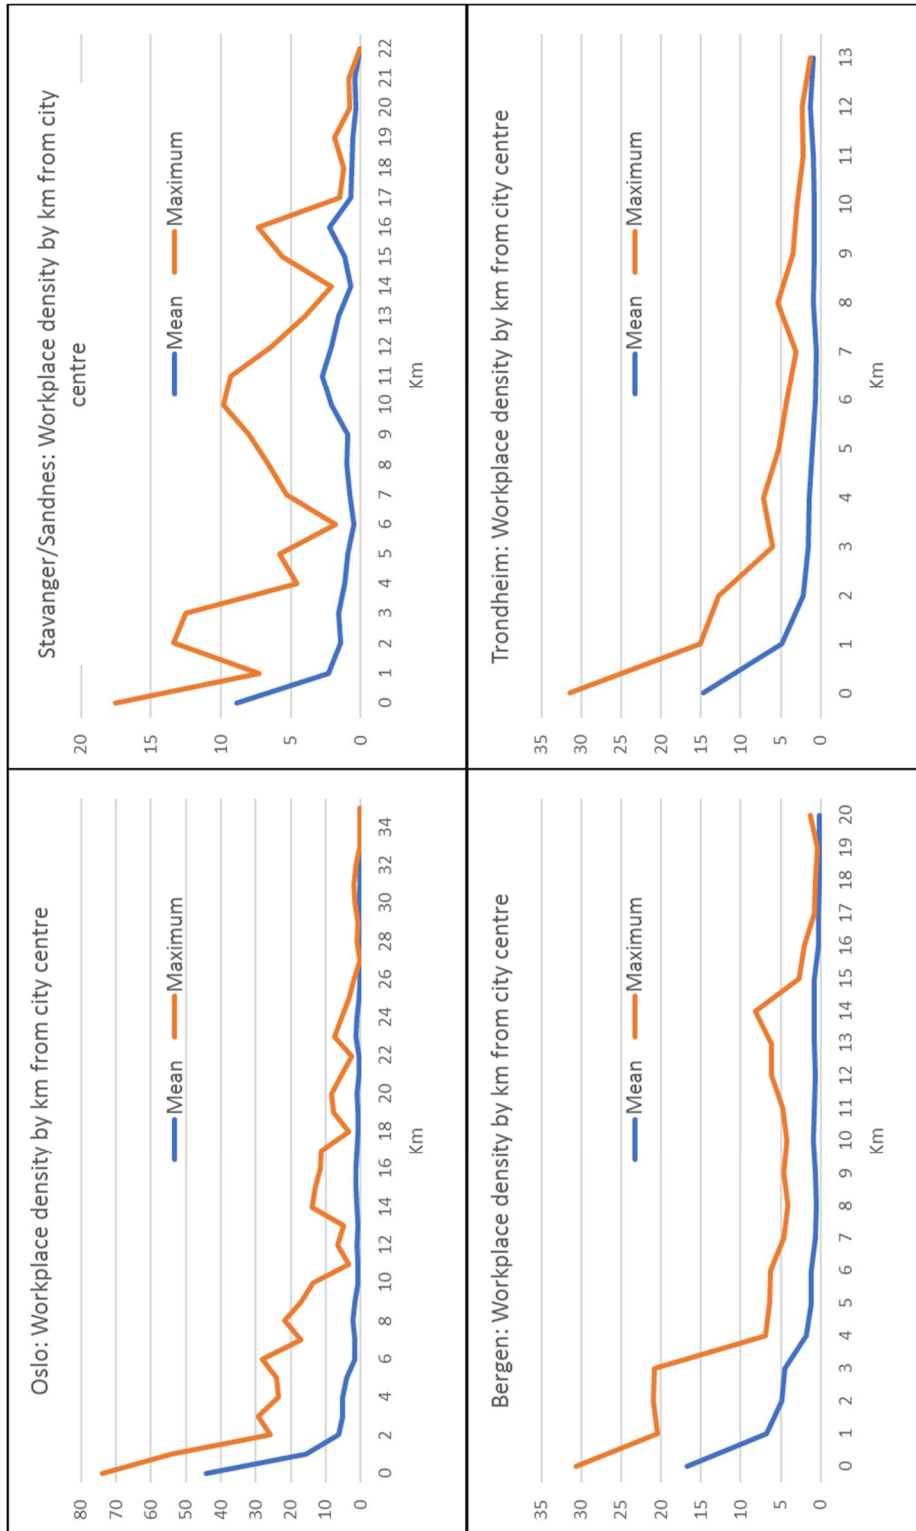 Oslo: Workplace density by km from city centre
Mean Maximum
80
70
60
50
40
30
20
10
0
0 2 4 6 8 10 12 14 16 18 20 22 24 26 28 30 32 34
Km
Stavanger/Sandnes: Workplace density by km from city
centre
Mean Maximum
20
15
10
5
0
0 1 2 3 4 5 6 7 8 9 10 11 12 13 14 15 16 17 18 19 20 21 22
Km
Bergen: Workplace density by km from city centre
Mean Maximum
35
30
25
20
15
10
5
0
0 1 2 3 4 5 6 7 8 9 10 11 12 13 14 15 16 17 18 19 20
Km
Trondheim: Workplace density by km from city centre
Mean Maximum
35
30
25
20
15
10
5
0
0 1 2 3 4 5 6 7 8 9 10 11 12 13
Km